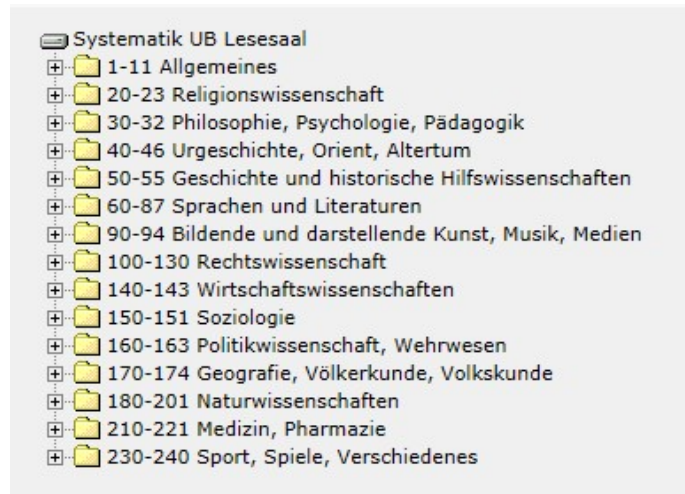 Systematik UB Lesesaal
1-11 Allgemeines
20-23 Religionswissenschaft
30-32 Philosophie, Psychologie, Pädagogik
40-46 Urgeschichte, Orient, Altertum
50-55 Geschichte und historische Hilfswissenschaften
60-87 Sprachen und Literaturen
90-94 Bildende und darstellende Kunst, Musik, Medien
100-130 Rechtswissenschaft
140-143 Wirtschaftswissenschaften
150-151 Soziologie
160-163 Politikwissenschaft, Wehrwesen
170-174 Geografie, Völkerkunde, Volkskunde
180-201 Naturwissenschaften
210-221 Medizin, Pharmazie
230-240 Sport, Spiele, Verschiedenes